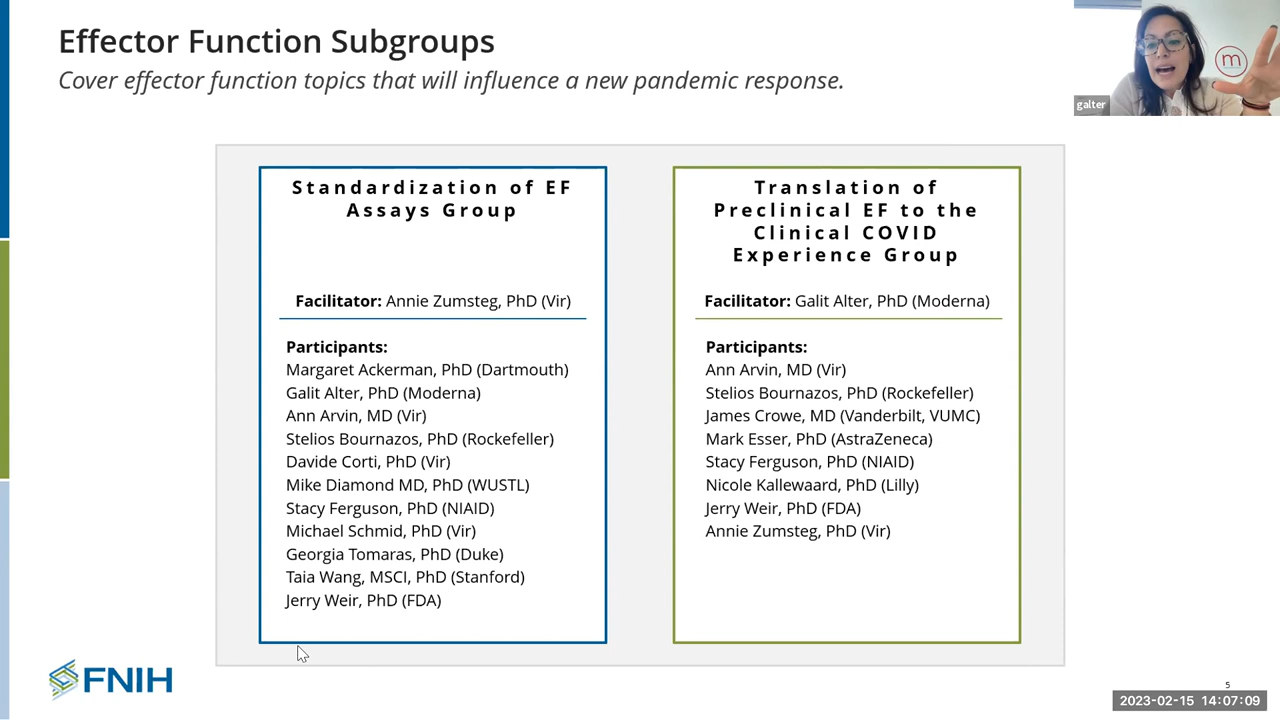 Effector Function Subgroups
Cover effector function topics that will influence a new pandemic response.
galter
m
Standardization of EF
Assays Group
Facilitator: Annie Zumsteg, PhD (Vir)
Participants:
Margaret Ackerman, PhD (Dartmouth)
Galit Alter, PhD (Moderna)
Ann Arvin, MD (Vir)
Stelios Bournazos, PhD (Rockefeller)
Davide Corti, PhD (Vir)
Mike Diamond MD, PhD (WUSTL)
Stacy Ferguson, PhD (NIAID)
Michael Schmid, PhD (Vir)
Georgia Tomaras, PhD (Duke)
Taia Wang, MSCI, PhD (Stanford)
Jerry Weir, PhD (FDA)
Translation of
Preclinical EF to the
Clinical COVID
Experience Group
Facilitator: Galit Alter, PhD (Moderna)
Participants:
Ann Arvin, MD (Vir)
Stelios Bournazos, PhD (Rockefeller)
James Crowe, MD (Vanderbilt, VUMC)
Mark Esser, PhD (AstraZeneca)
Stacy Ferguson, PhD (NIAID)
Nicole Kallewaard, PhD (Lilly)
Jerry Weir, PhD (FDA)
Annie Zumsteg, PhD (Vir)
FNIH
5
2023-02-15 14:07:09